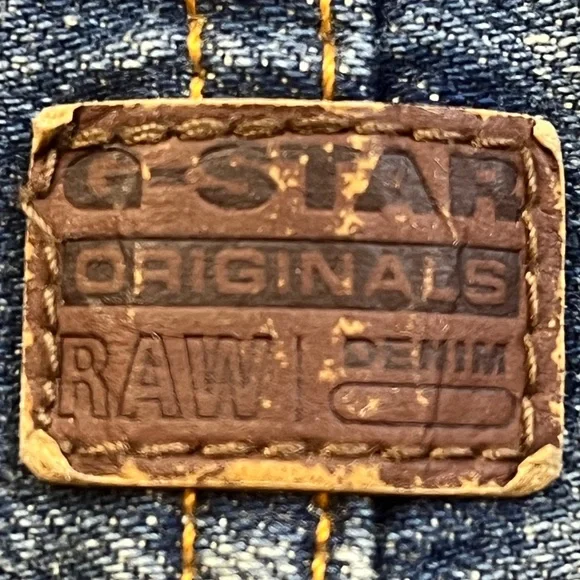 G-STAR
ORIGINALS
RAW | DENIM